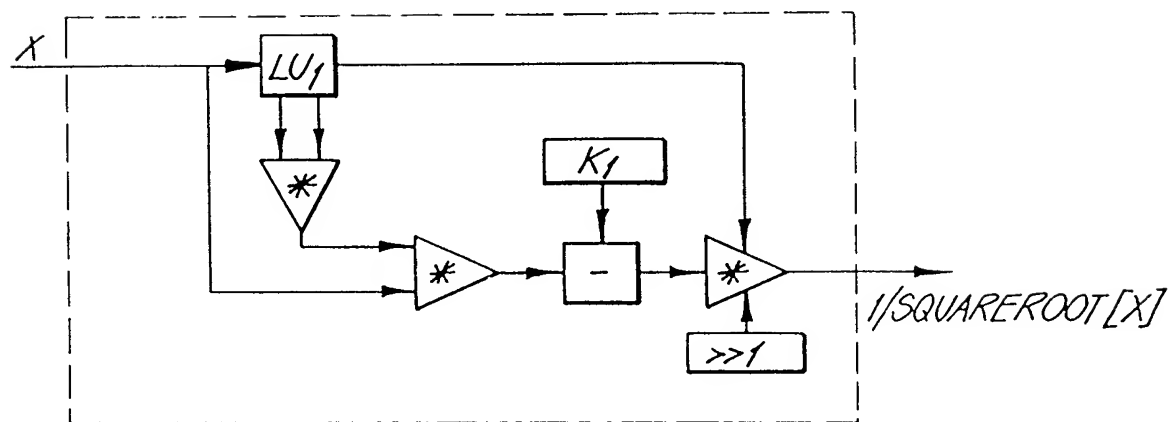 X
LU1
*
K1
*
-
*
>>1
1/SQUAREROOT [X]